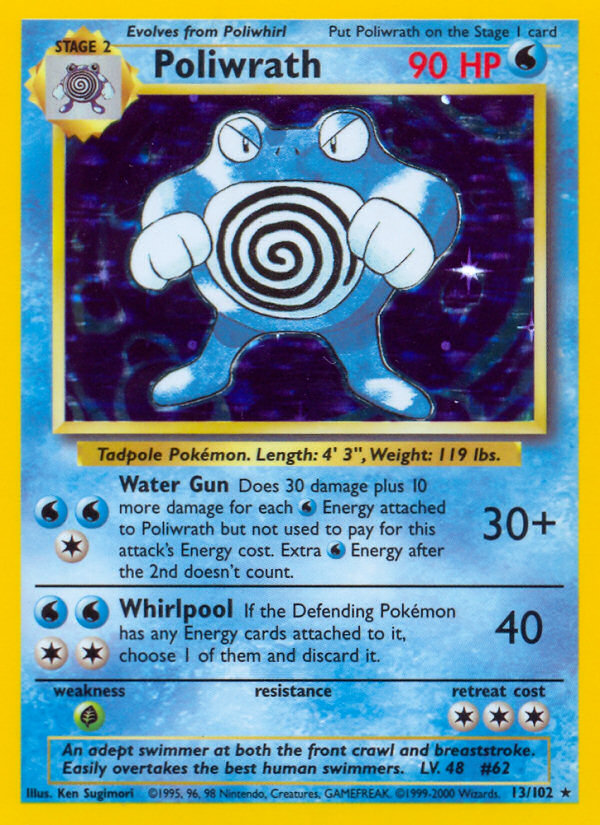 Evolves from Poliwhirl Put Poliwrath on the Stage 1 card
STAGE 2
Poliwrath 90 HP
Tadpole Pokémon. Length: 4' 3", Weight: 119 lbs.
Water Gun Does 30 damage plus 10
more damage for each Energy attached
to Poliwrath but not used to pay for this
attack's Energy cost. Extra Energy after
the 2nd doesn't count.
30+
Whirlpool If the Defending Pokémon
has any Energy cards attached to it,
choose 1 of them and discard it.
40
weakness resistance retreat cost
An adept swimmer at both the front crawl and breaststroke.
Easily overtakes the best human swimmers. LV. 48 #62
Illus. Ken Sugimori ©1995, 96, 98 Nintendo, Creatures, GAMEFREAK. ©1999-2000 Wizards. 13/102 ★